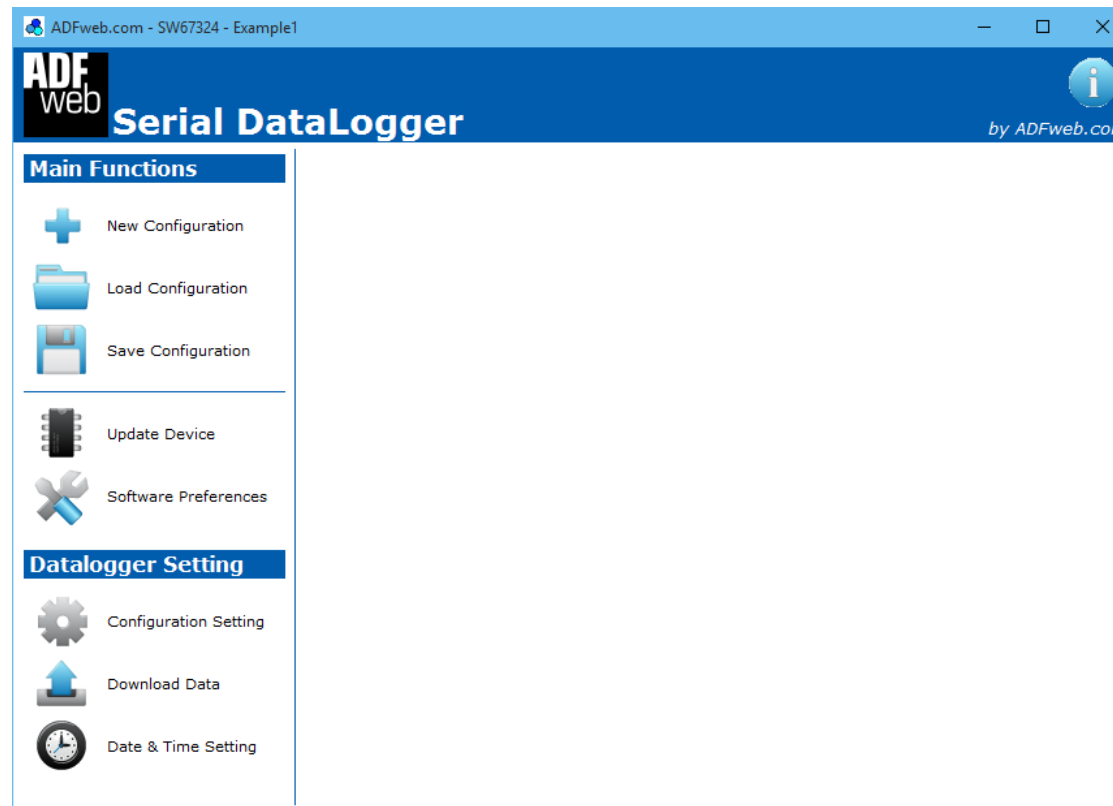 ADFweb.com - SW67324 - Example1
ADF
web
Serial DataLogger
i
by ADFweb.co
Main Functions
New Configuration
Load Configuration
Save Configuration
Update Device
Software Preferences
Datalogger Setting
Configuration Setting
Download Data
Date & Time Setting